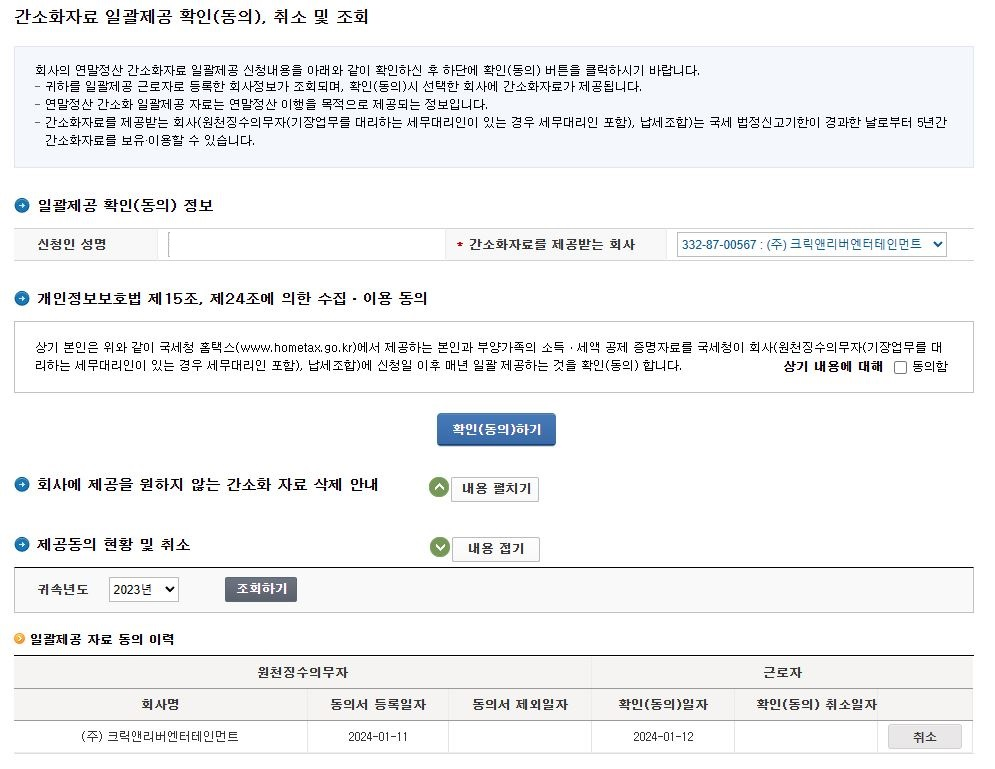 간소화자료 일괄제공 확인(동의), 취소 및 조회
회사의 연말정산 간소화자료 일괄제공 신청내용을 아래와 같이 확인하신 후 하단에 확인(동의) 버튼을 클릭하시기 바랍니다.
- 귀하를 일괄제공 근로자로 등록한 회사정보가 조회되며, 확인(동의)시 선택한 회사에 간소화자료가 제공됩니다.
- 연말정산 간소화 일괄제공 자료는 연말정산 이행을 목적으로 제공되는 정보입니다.
- 간소화자료를 제공받는 회사(원천징수의무자(기장업무를 대리하는 세무대리인이 있는 경우 세무대리인 포함), 납세조합)는 국세 법정신고기한이 경과한 날로부터 5년간
간소화자료를 보유·이용할 수 있습니다.
일괄제공 확인(동의) 정보
신청인 성명 * 간소화자료를 제공받는 회사 332-87-00567 : (주) 크릭앤리버엔터테인먼트
개인정보보호법 제15조, 제24조에 의한 수집·이용 동의
상기 본인은 위와 같이 국세청 홈택스(www.hometax.go.kr)에서 제공하는 본인과 부양가족의 소득·세액 공제 증명자료를 국세청이 회사(원천징수의무자(기장업무를 대
리하는 세무대리인이 있는 경우 세무대리인 포함), 납세조합)에 신청일 이후 매년 일괄 제공하는 것을 확인(동의) 합니다. 상기 내용에 대해 동의함
확인(동의)하기
회사에 제공을 원하지 않는 간소화 자료 삭제 안내 내용 펼치기
제공동의 현황 및 취소 내용 접기
귀속년도 2023년 조회하기
일괄제공 자료 동의 이력
원천징수의무자 근로자
회사명 동의서 등록일자 동의서 제외일자 확인(동의)일자 확인(동의) 취소일자
(주) 크릭앤리버엔터테인먼트 2024-01-11 2024-01-12 취소